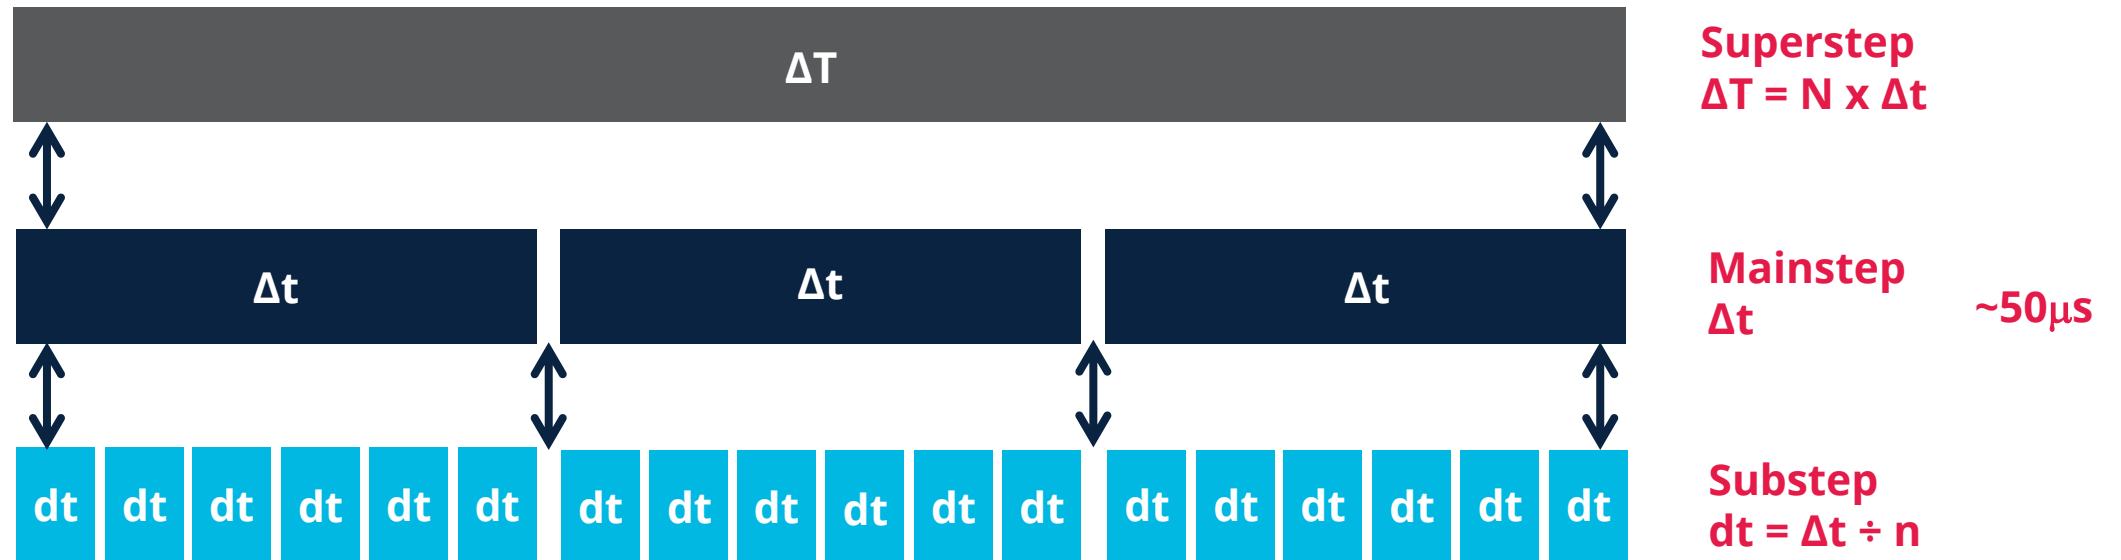 ΔT
Superstep
ΔT = N x Δt
Δt Δt Δt
Mainstep
Δt
~50μs
dt dt dt dt dt dt dt dt dt dt dt dt dt dt dt dt dt dt
Substep
dt = Δt ÷ n